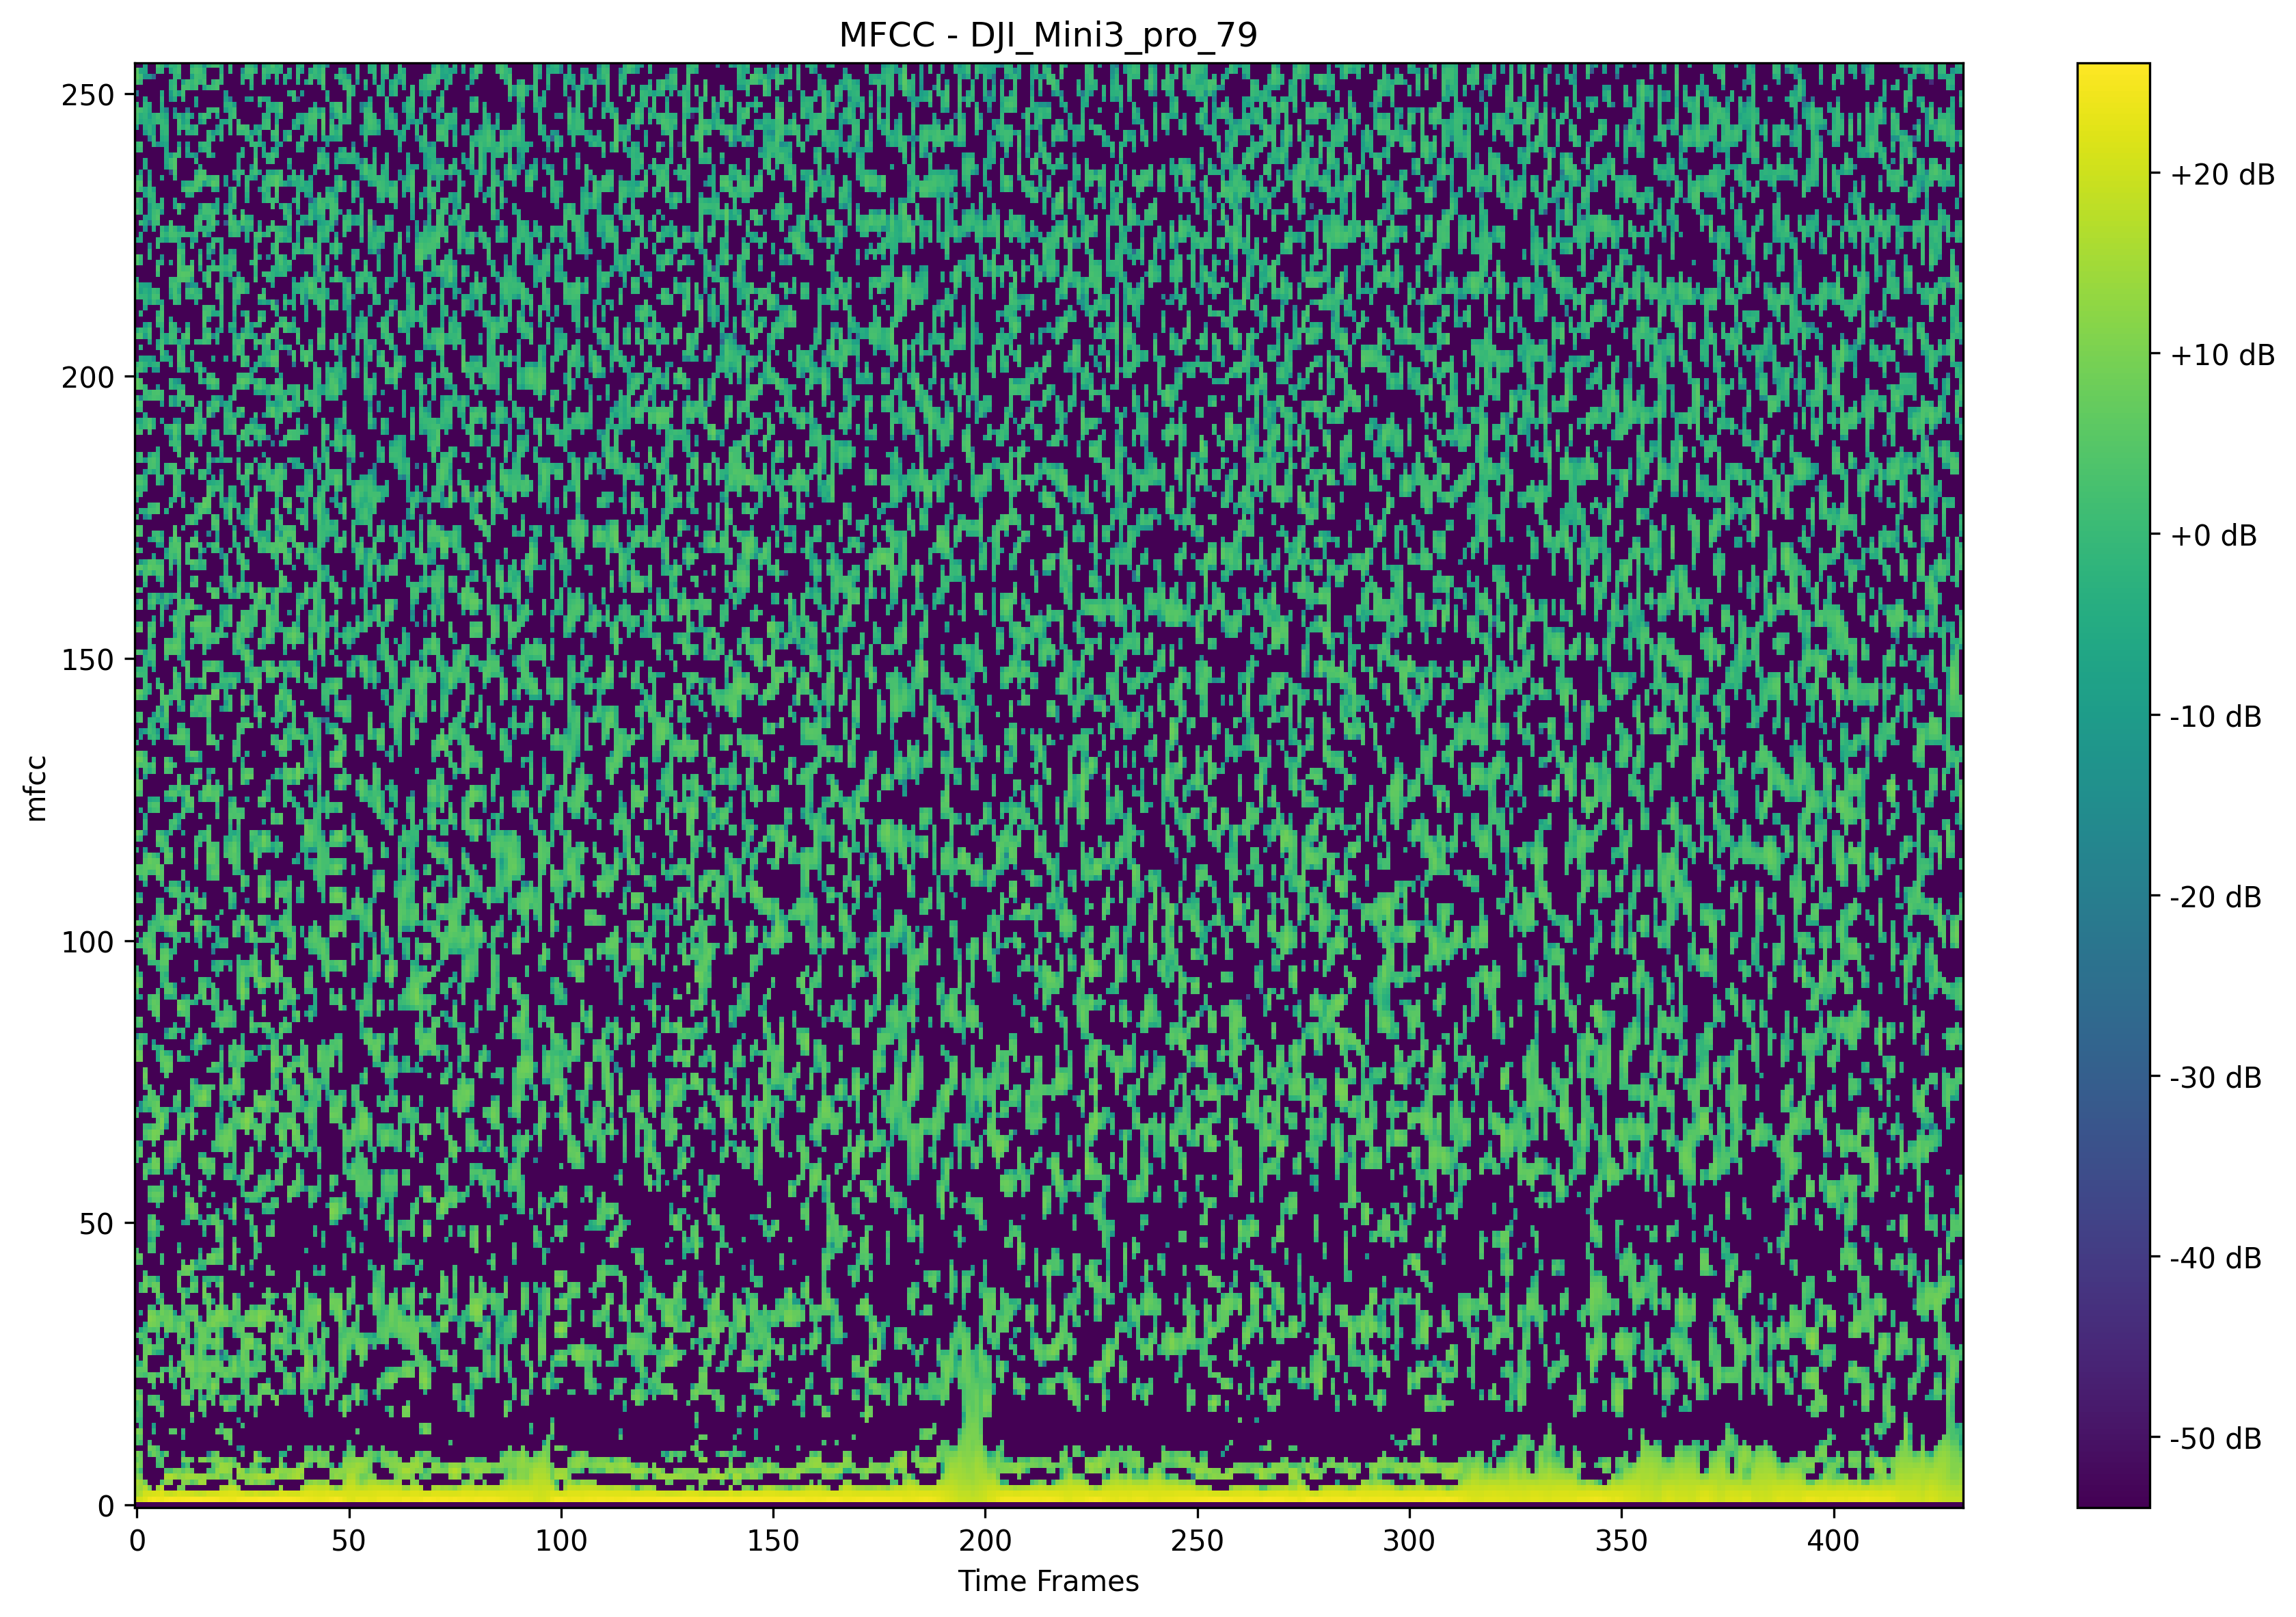 MFCC - DJI_Mini3_pro_79
250
200
150
100
50
0
mfcc
0 50 100 150 200 250 300 350 400
Time Frames
+20 dB
+10 dB
+0 dB
-10 dB
-20 dB
-30 dB
-40 dB
-50 dB